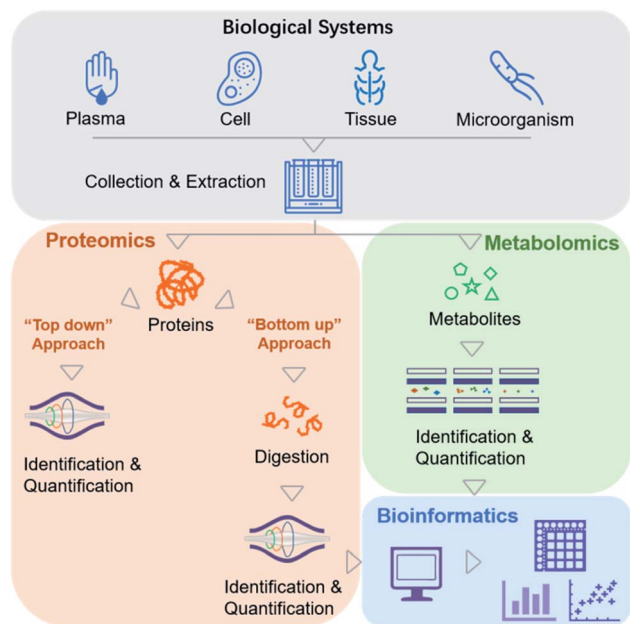 Biological Systems
Plasma
Cell
Tissue
Microorganism
Collection & Extraction
Proteomics
Metabolomics
Proteins
Metabolites
“Top down”
Approach
“Bottom up”
Approach
Identification &
Quantification
Digestion
Identification &
Quantification
Identification &
Quantification
Bioinformatics